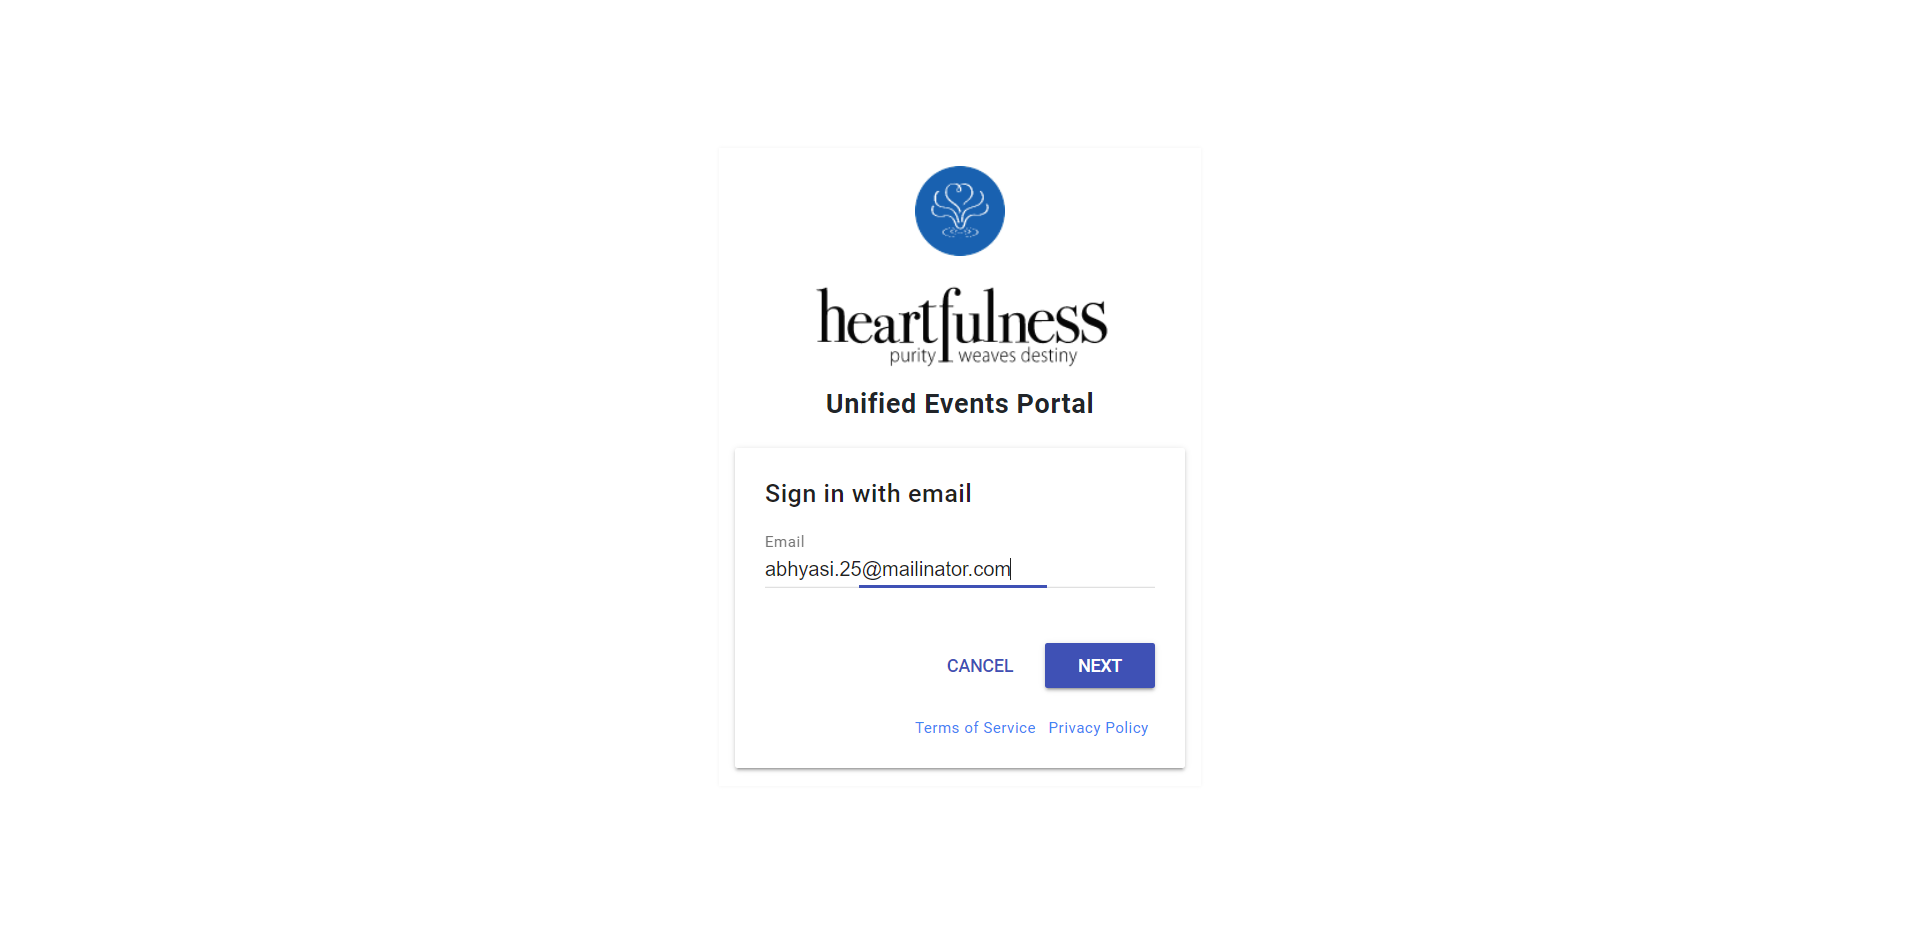 heartfulness
purity weaves destiny
Unified Events Portal
Sign in with email
Email
abhyasi.25@mailinator.com
CANCEL NEXT
Terms of Service Privacy Policy